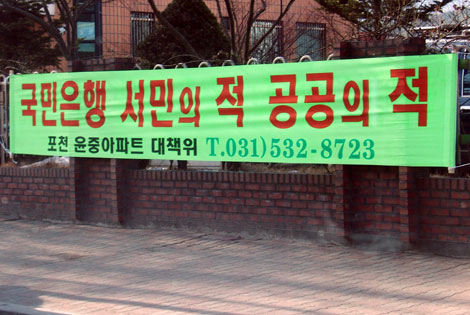 국민은행 서민의 적 공공의 적
포천 윤중아파트 대책위 T.031)532-8723